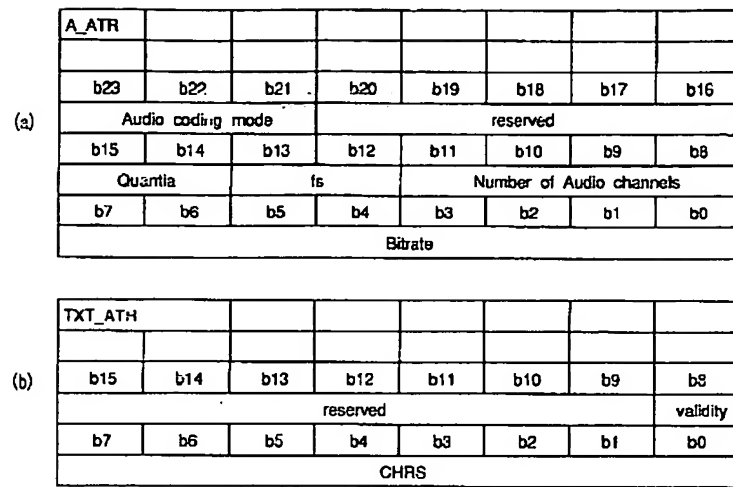 A_ATR
b23 b22 b21 b20 b19 b18 b17 b16
(a)
Audio coding mode reserved
b15 b14 b13 b12 b11 b10 b9 b8
Quantia fs Number of Audio channels
b7 b6 b5 b4 b3 b2 b1 b0
Bitrate
TXT_ATH
(b)
b15 b14 b13 b12 b11 b10 b9 b8
reserved validity
b7 b6 b5 b4 b3 b2 b1 b0
CHRS